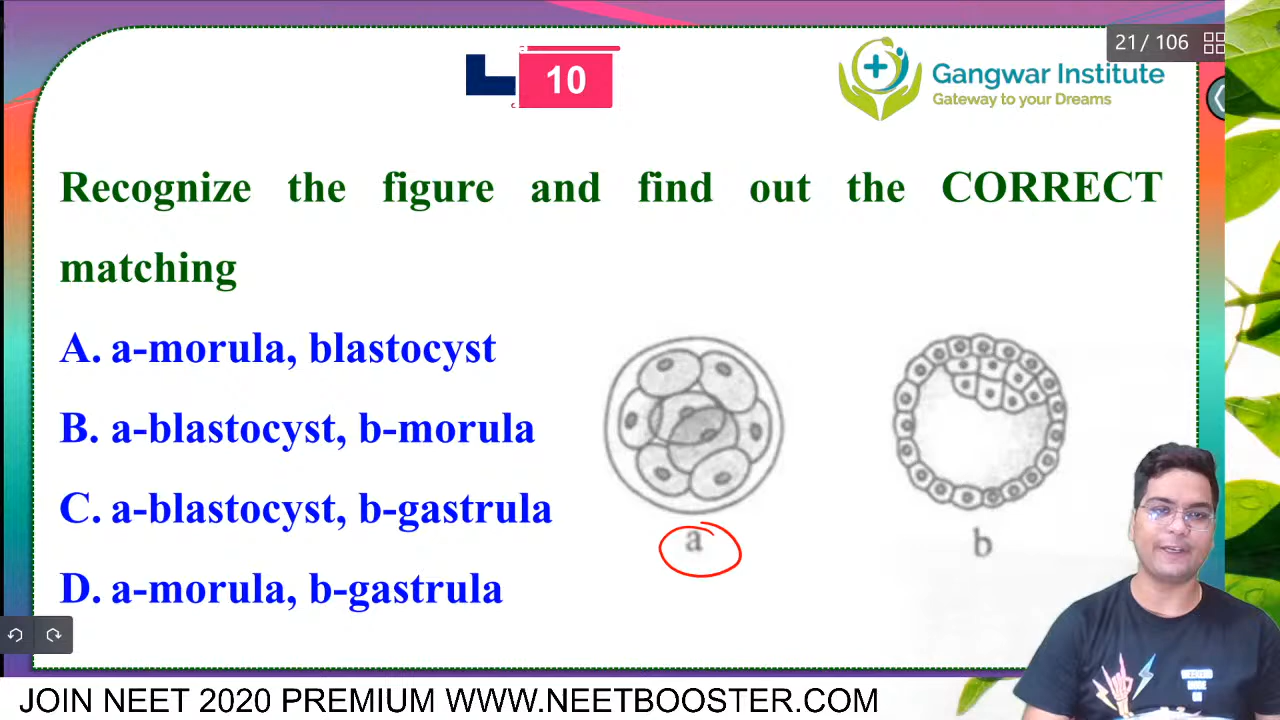 21 / 106
10
Gangwar Institute
Gateway to your Dreams
Recognize the figure and find out the CORRECT
matching
A. a-morula, blastocyst
B. a-blastocyst, b-morula
C. a-blastocyst, b-gastrula
D. a-morula, b-gastrula
a
b
JOIN NEET 2020 PREMIUM WWW.NEETBOOSTER.COM